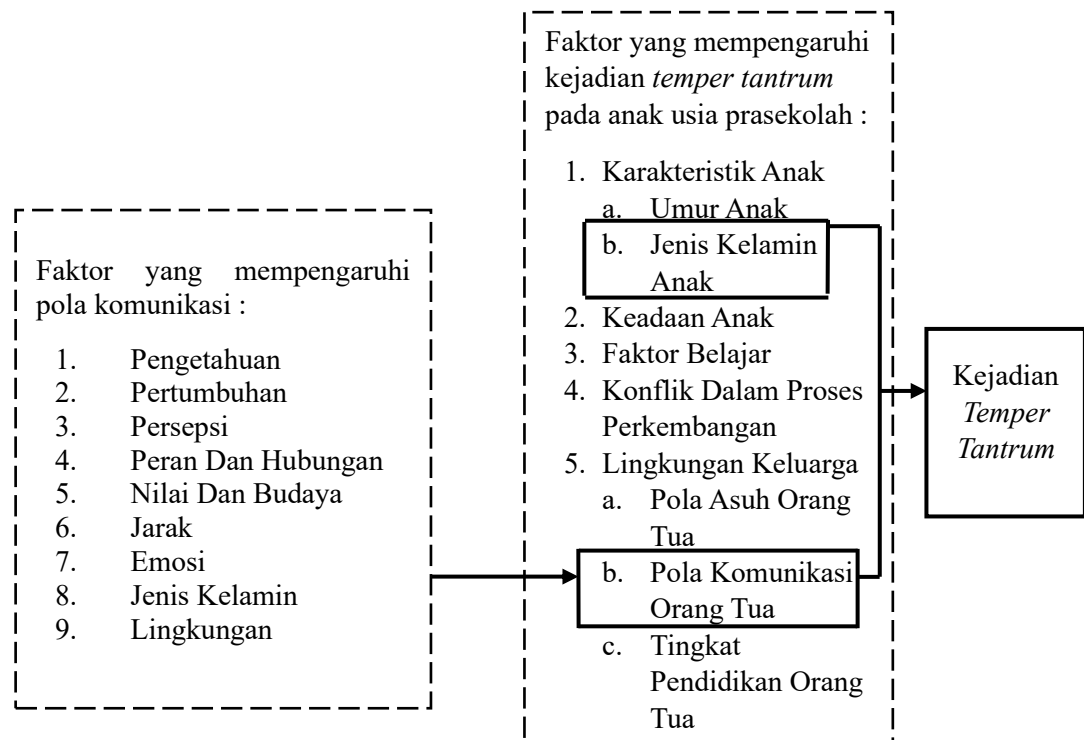 Faktor yang mempengaruhi
pola komunikasi :
1. Pengetahuan
2. Pertumbuhan
3. Persepsi
4. Peran Dan Hubungan
5. Nilai Dan Budaya
6. Jarak
7. Emosi
8. Jenis Kelamin
9. Lingkungan
Faktor yang mempengaruhi
kejadian temper tantrum
pada anak usia prasekolah :
1. Karakteristik Anak
a. Umur Anak
b. Jenis Kelamin
Anak
2. Keadaan Anak
3. Faktor Belajar
4. Konflik Dalam Proses
Perkembangan
5. Lingkungan Keluarga
a. Pola Asuh Orang
Tua
b. Pola Komunikasi
Orang Tua
c. Tingkat
Pendidikan Orang
Tua
Kejadian
Temper
Tantrum